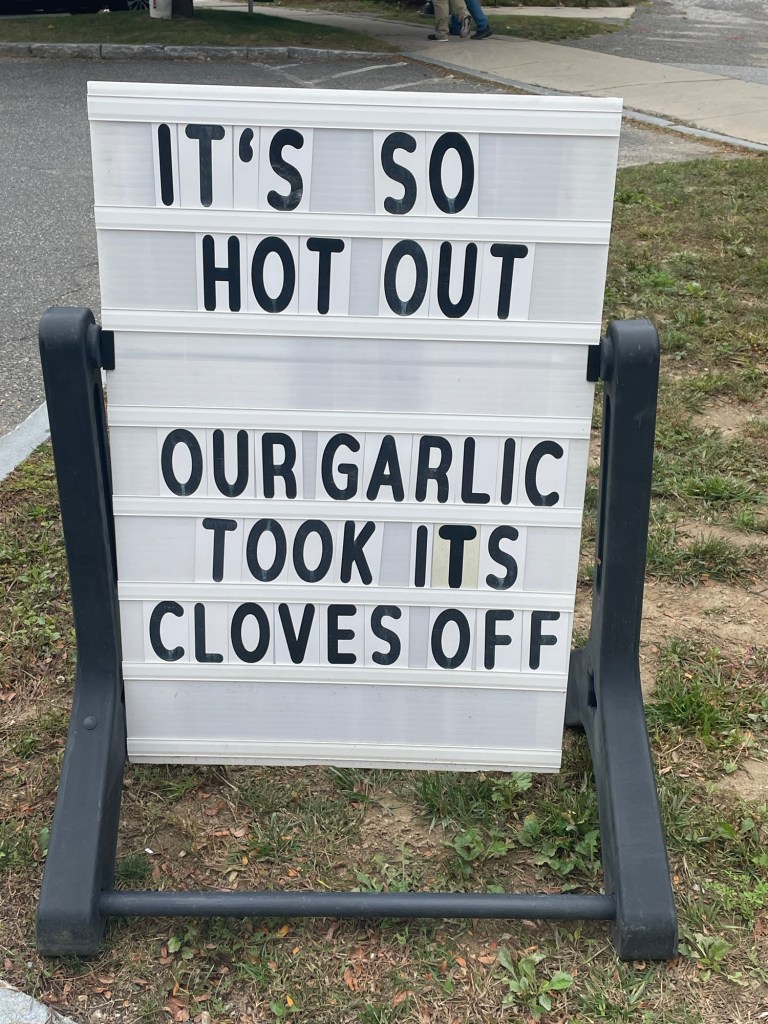 IT'S SO
HOT OUT
OUR GARLIC
TOOK ITS
CLOVES OFF